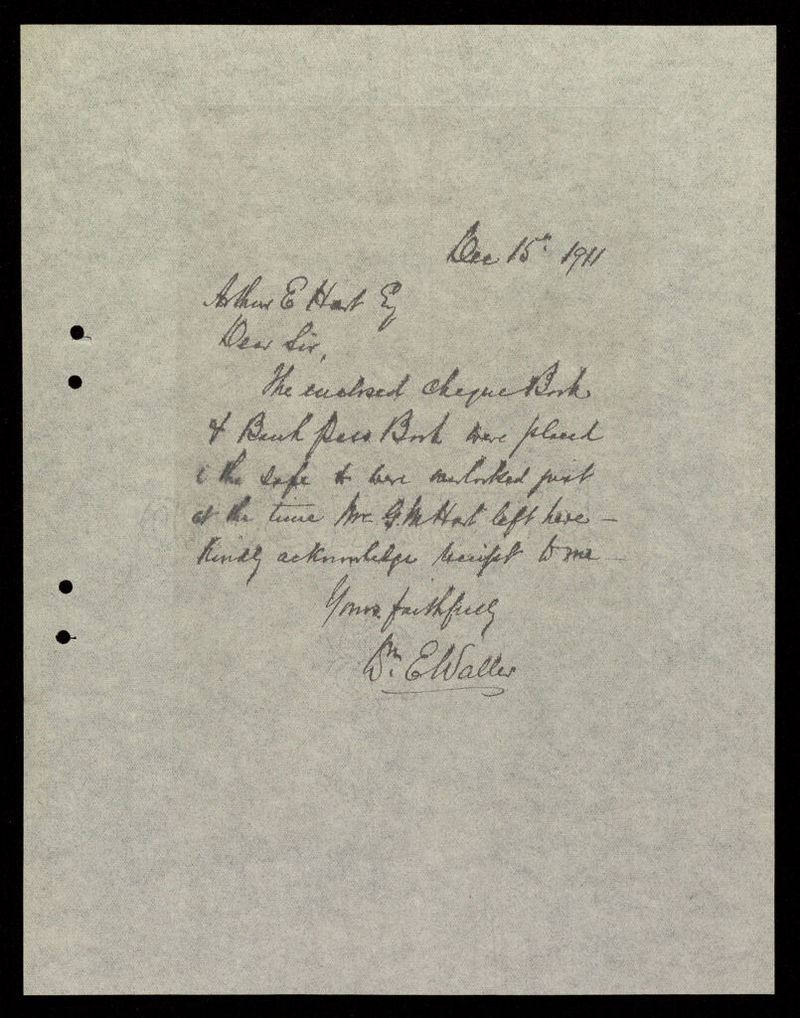 Dec 15th 1911
Arthur E Hart Esq
Dear Sir,
The enclosed Cheque Book
& Bank Pass Book were placed
i the safe & were overlooked just
at the time Mr G M Hart left here —
Kindly acknowledge receipt to me —
Yours faithfully
Wm. E Waller